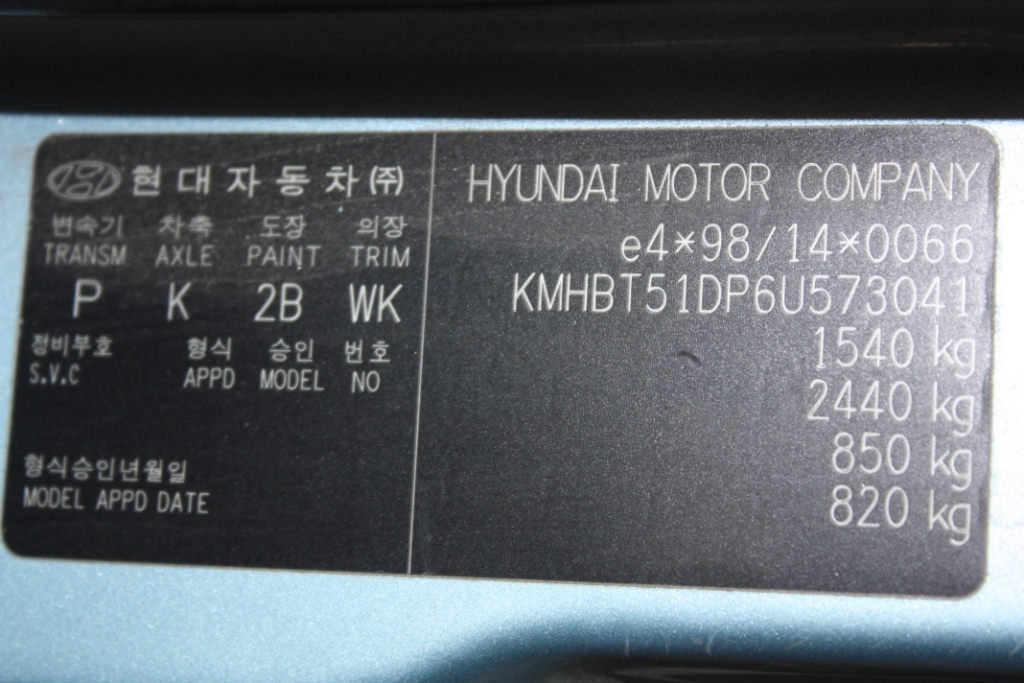 현대자동차㈜
변속기 차축 도장 의장
TRANSM AXLE PAINT TRIM
P K 2B WK
정비부호 형식 승인 번호
S.V.C APPD MODEL NO
형식승인년월일
MODEL APPD DATE
HYUNDAI MOTOR COMPANY
e4*98/14*0066
KMHBT51DP6U573041
1540 kg
2440 kg
850 kg
820 kg